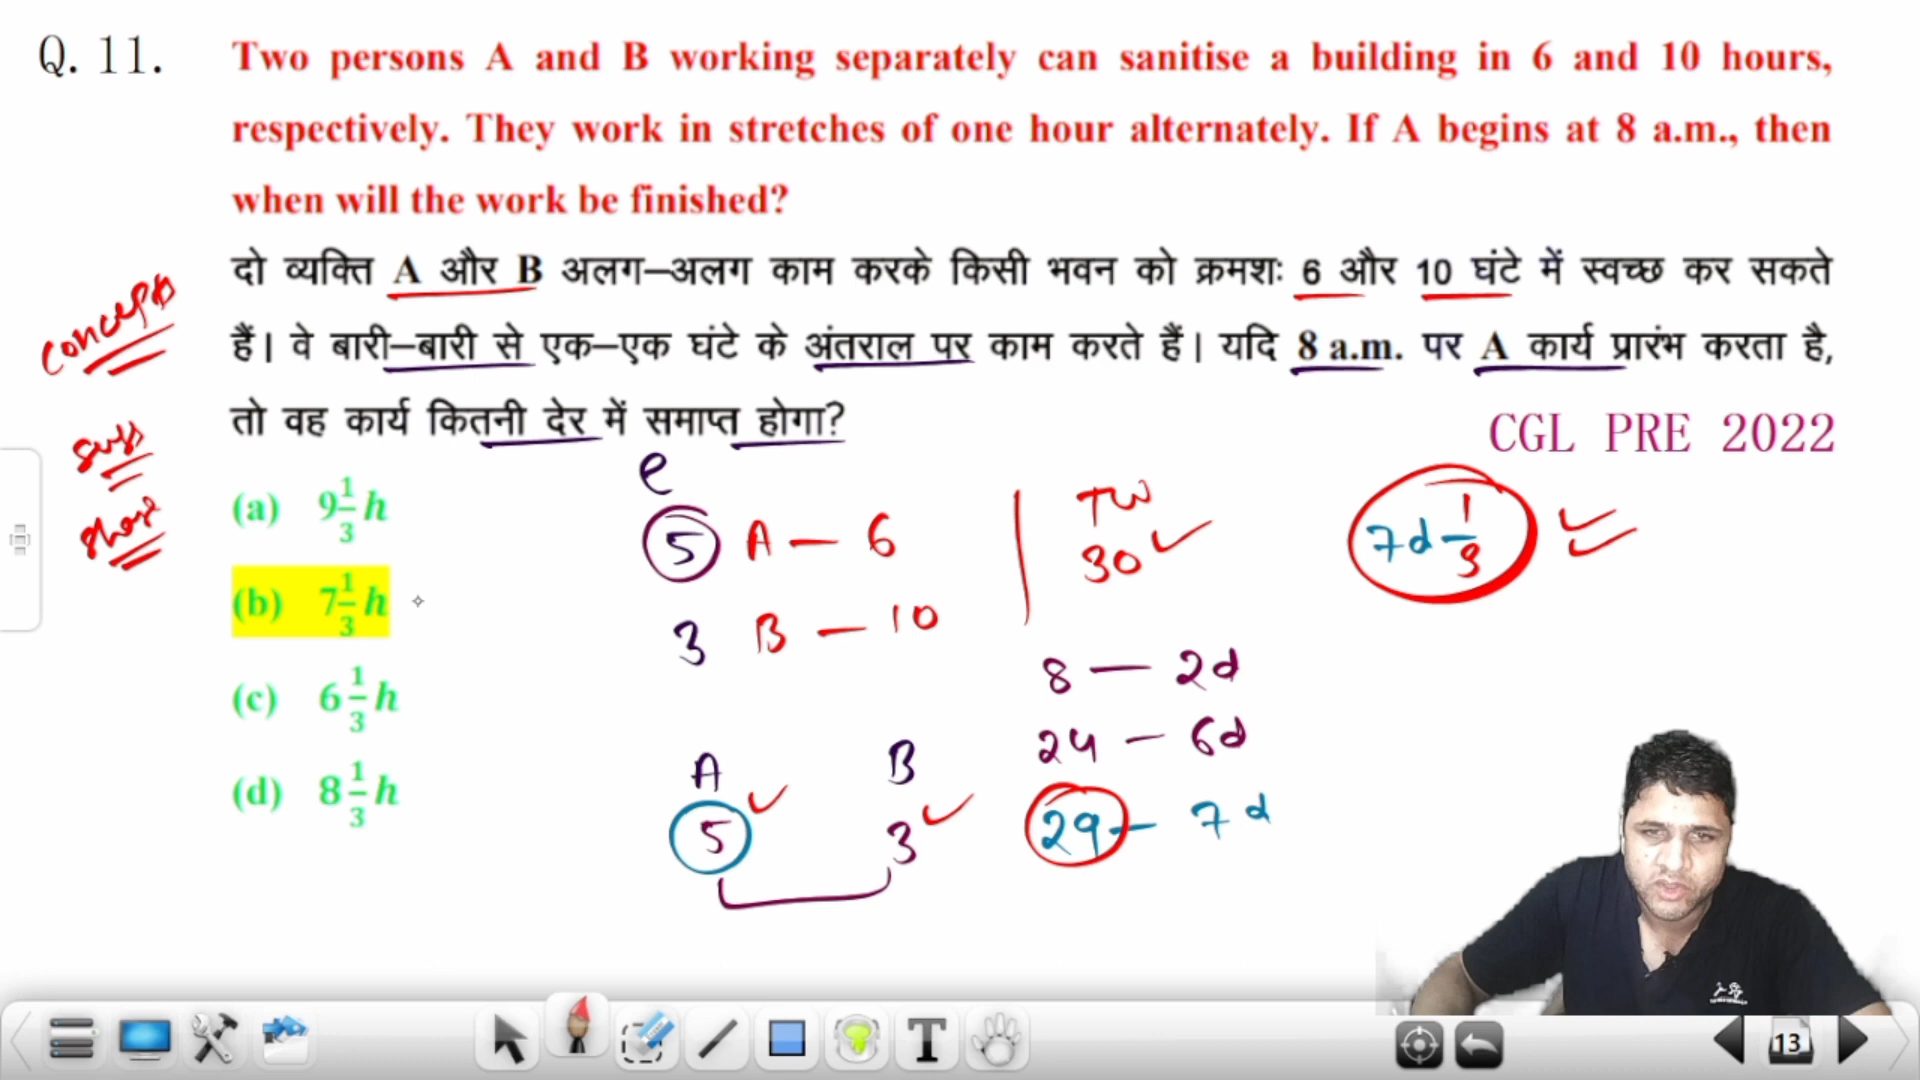 Q. 11. Two persons A and B working separately can sanitise a building in 6 and 10 hours,
respectively. They work in stretches of one hour alternately. If A begins at 8 a.m., then
when will the work be finished?
दो व्यक्ति A और B अलग–अलग काम करके किसी भवन को क्रमशः 6 और 10 घंटे में स्वच्छ कर सकते
हैं। वे बारी–बारी से एक–एक घंटे के अंतराल पर काम करते हैं। यदि 8 a.m. पर A कार्य प्रारंभ करता है,
तो वह कार्य कितनी देर में समाप्त होगा?
CGL PRE 2022
concept
(a) 9 1/3 h
(b) 7 1/3 h
(c) 6 1/3 h
(d) 8 1/3 h
e
5 A — 6
3 B — 10
TW
30
7d 1/3
8 — 2d
24 — 6d
29 — 7d
A B
5 3
T
13